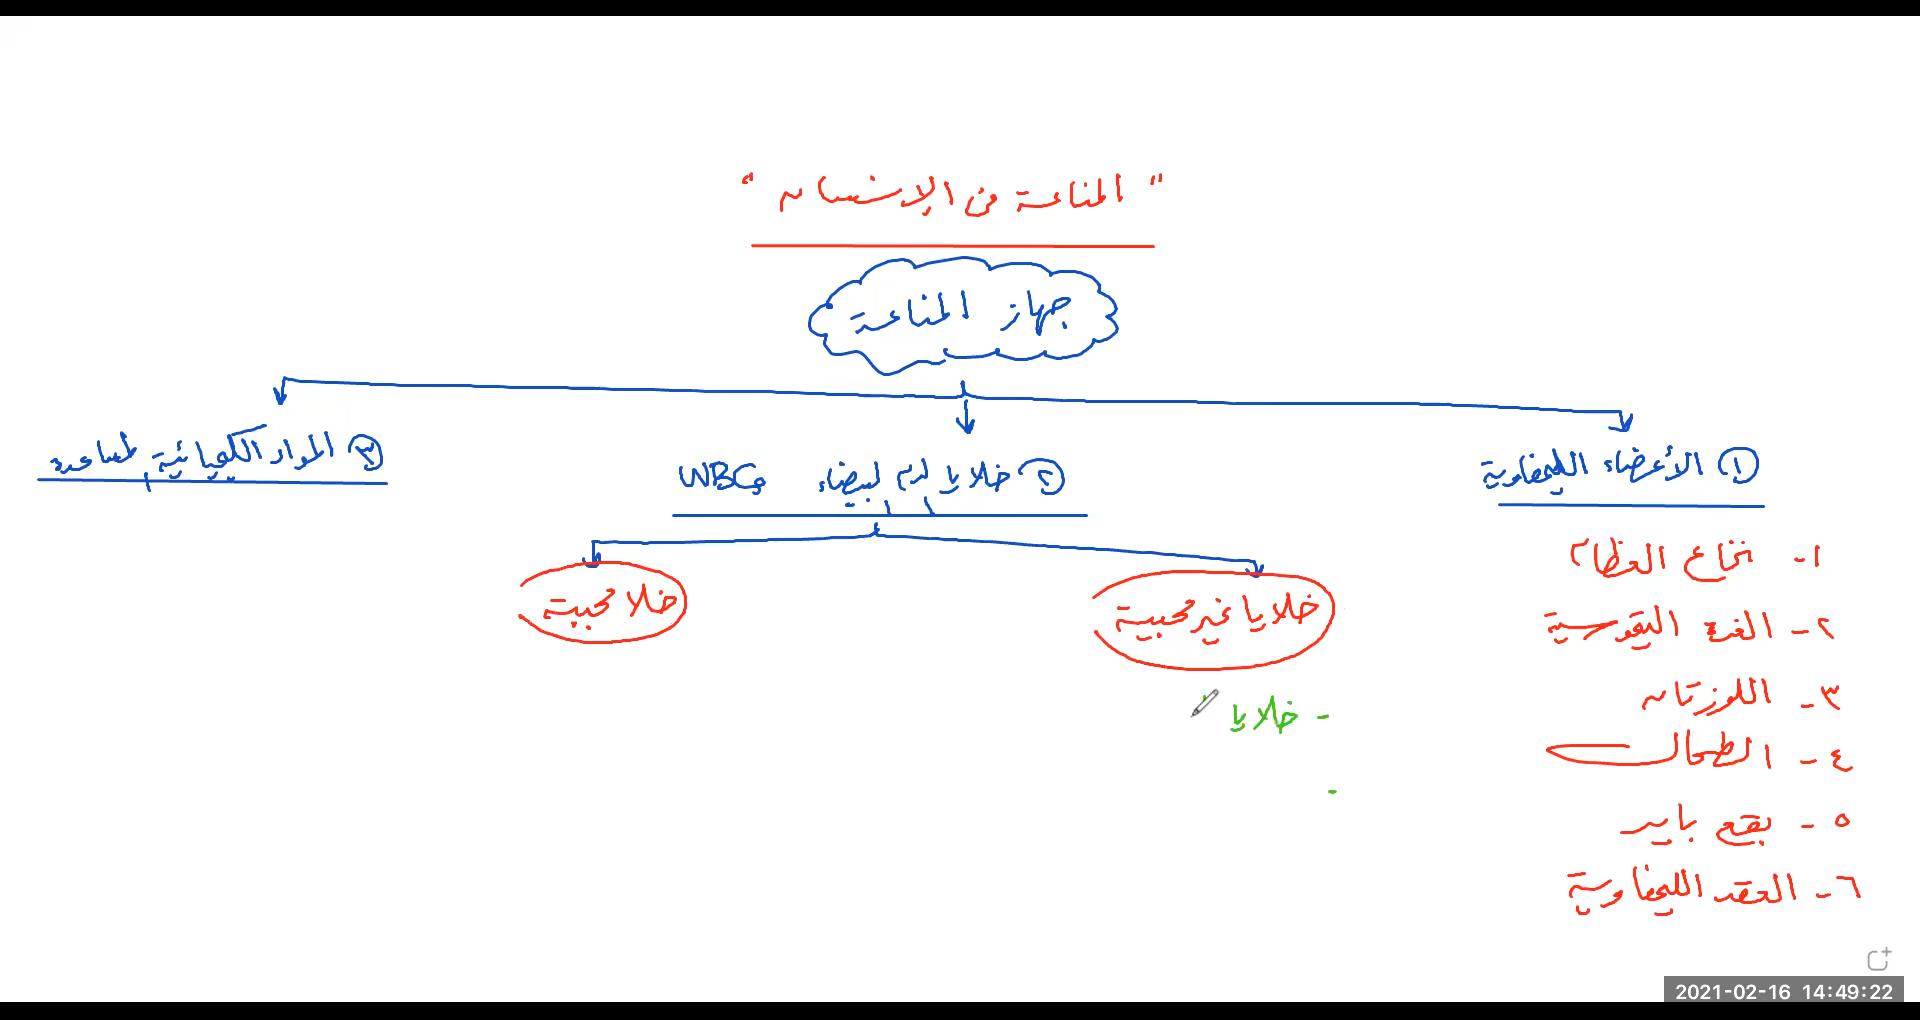 " المناعة في الإنسان "
جهاز المناعة
١ الأعضاء الليمفاوية
٢ خلايا الدم البيضاء WBCs
٣ المواد الكيميائية المساعدة
١- نخاع العظام
٢- الغدة التيموسية
٣- اللوزتان
٤- الطحال
٥- بقع باير
٦- العقد الليمفاوية
خلايا غير محببة
خلايا محببة
- خلايا
-
2021-02-16 14:49:22